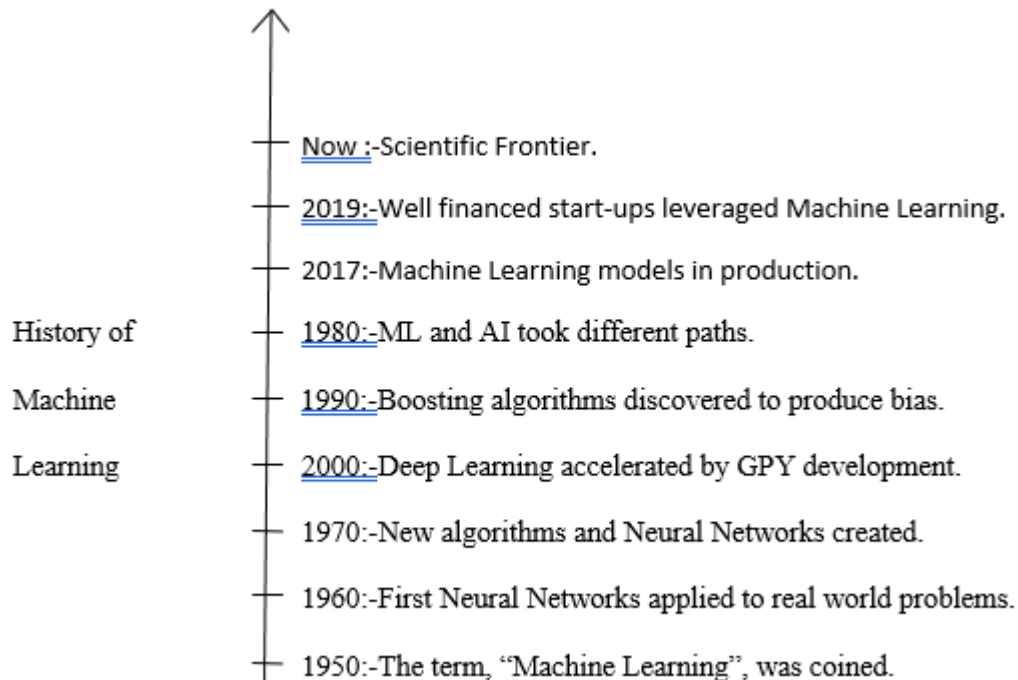 Now :-Scientific Frontier.
2019:-Well financed start-ups leveraged Machine Learning.
2017:-Machine Learning models in production.
History of
1980:-ML and AI took different paths.
Machine
1990:-Boosting algorithms discovered to produce bias.
Learning
2000:-Deep Learning accelerated by GPY development.
1970:-New algorithms and Neural Networks created.
1960:-First Neural Networks applied to real world problems.
1950:-The term, “Machine Learning”, was coined.